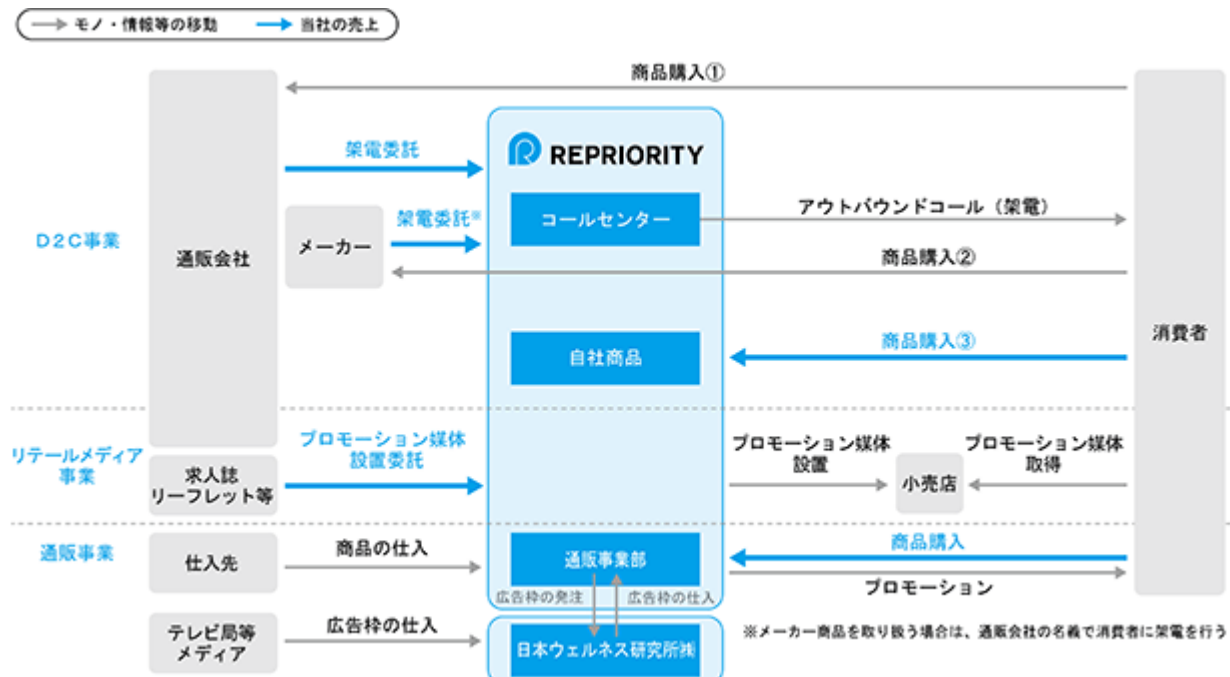 モノ・情報等の移動
当社の売上
商品購入①
REPRIORITY
架電委託
コールセンター
アウトバウンドコール（架電）
架電委託※
D2C事業
通販会社
メーカー
商品購入②
消費者
自社商品
商品購入③
リテールメディア
事業
プロモーション媒体
設置委託
求人誌
リーフレット等
プロモーション媒体
設置
小売店
プロモーション媒体
取得
通販事業
仕入先
商品の仕入
通販事業部
商品購入
プロモーション
広告枠の発注
広告枠の仕入
テレビ局等
メディア
広告枠の仕入
日本ウェルネス研究所㈱
※メーカー商品を取り扱う場合は、通販会社の名義で消費者に架電を行う